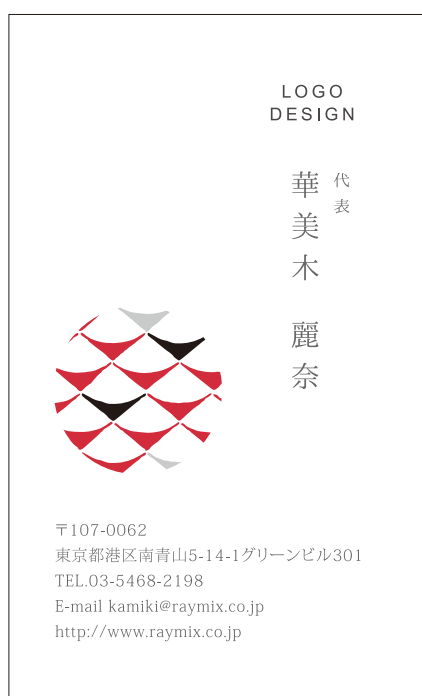 LOGO
DESIGN
代表
華美木 麗奈
〒107-0062
東京都港区南青山5-14-1グリーンビル301
TEL.03-5468-2198
E-mail kamiki@raymix.co.jp
http://www.raymix.co.jp